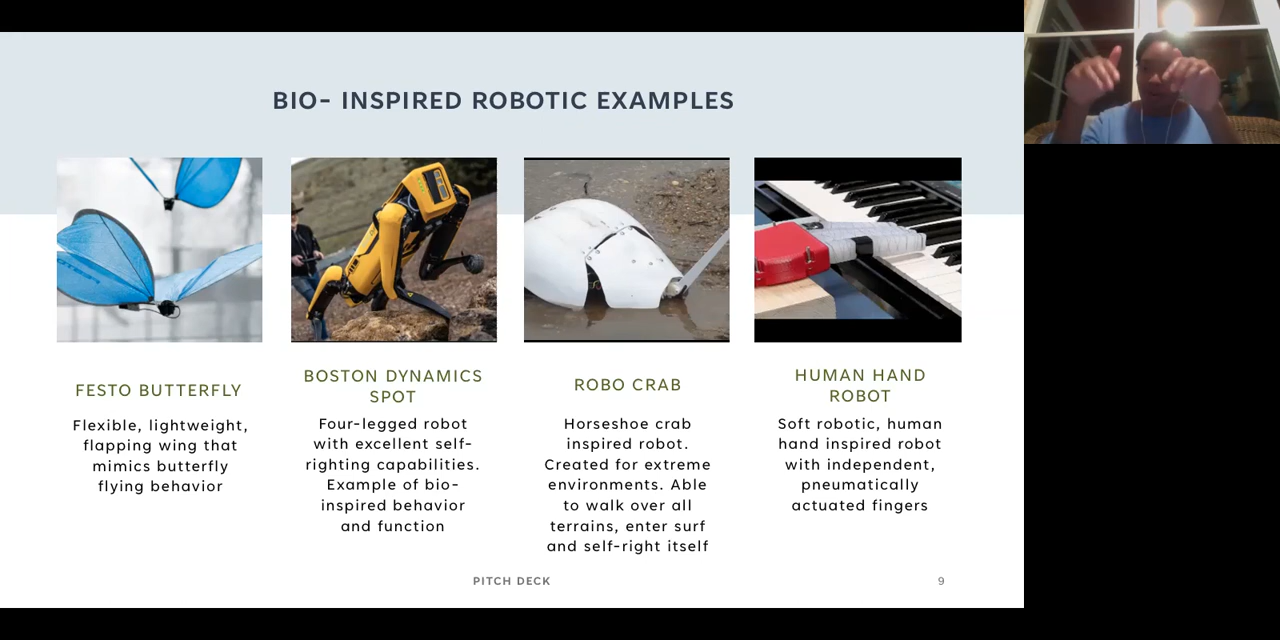 BIO- INSPIRED ROBOTIC EXAMPLES
FESTO BUTTERFLY
Flexible, lightweight,
flapping wing that
mimics butterfly
flying behavior
BOSTON DYNAMICS
SPOT
Four-legged robot
with excellent self-
righting capabilities.
Example of bio-
inspired behavior
and function
ROBO CRAB
Horseshoe crab
inspired robot.
Created for extreme
environments. Able
to walk over all
terrains, enter surf
and self-right itself
HUMAN HAND
ROBOT
Soft robotic, human
hand inspired robot
with independent,
pneumatically
actuated fingers
PITCH DECK
9